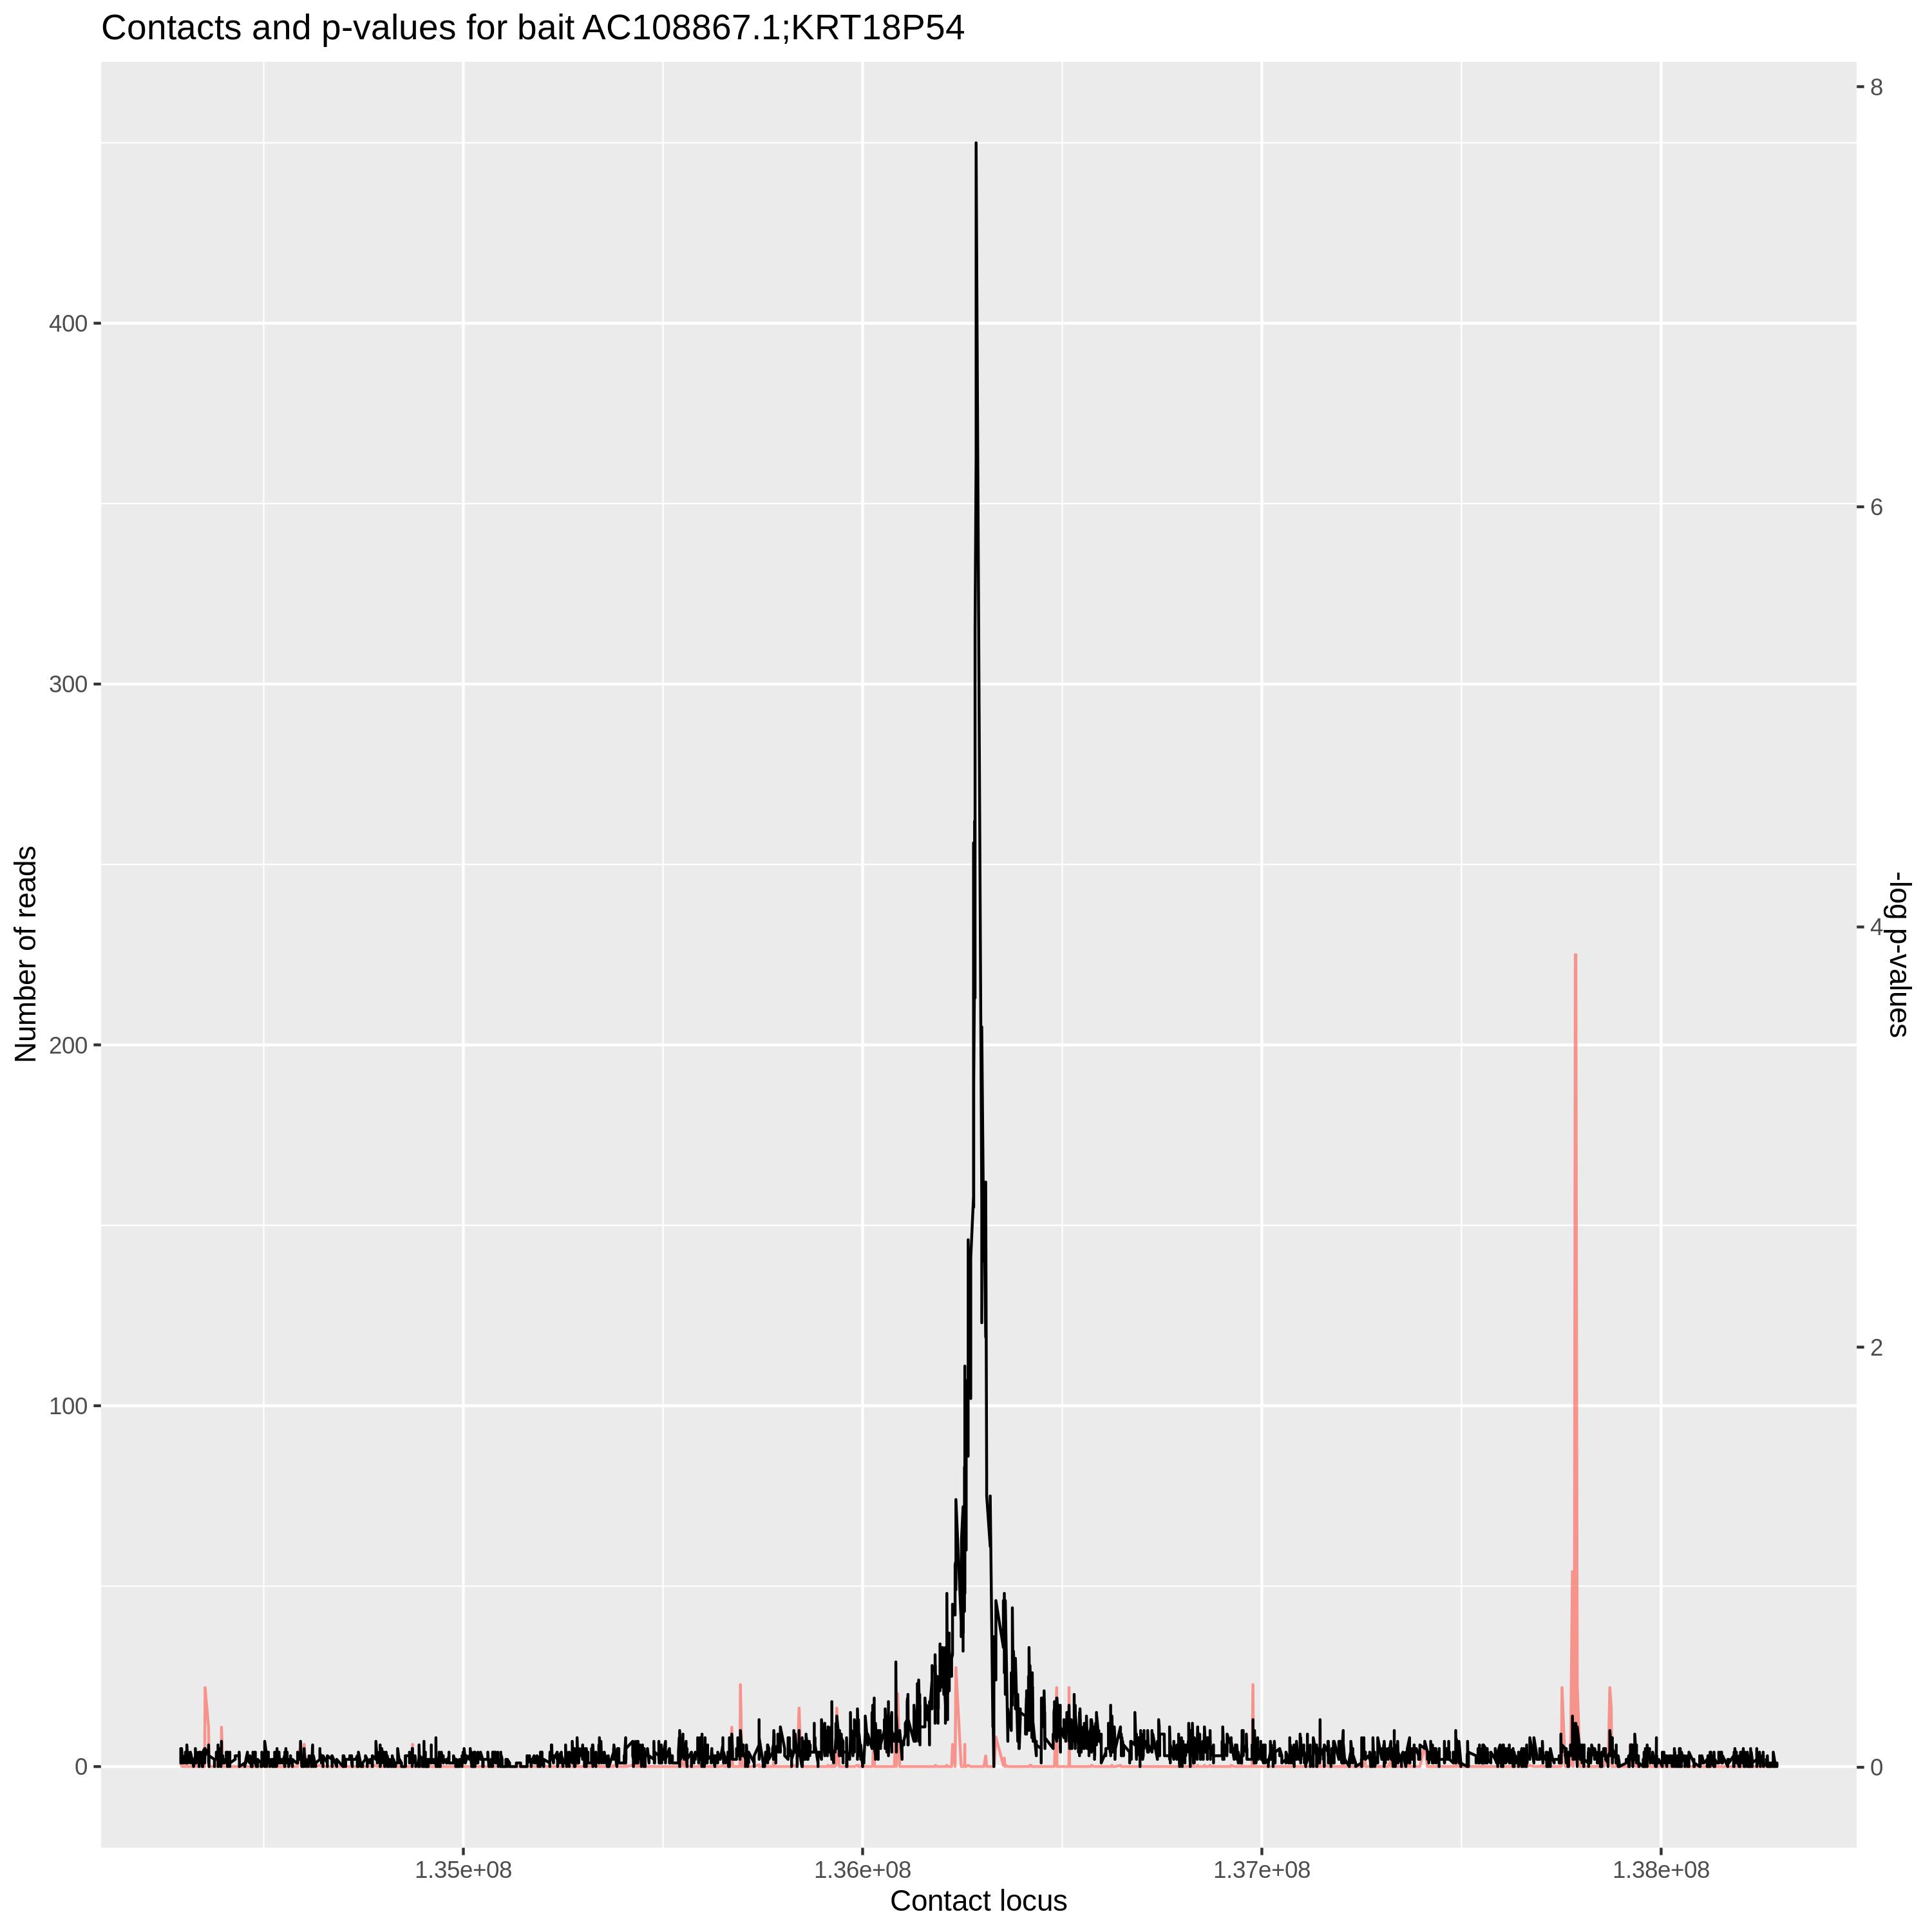 Contacts and p-values for bait AC108867.1;KRT18P54
8
400
6
300
4
200
2
100
0
0
Number of reads
-log p-values
1.35e+08 1.36e+08 1.37e+08 1.38e+08
Contact locus